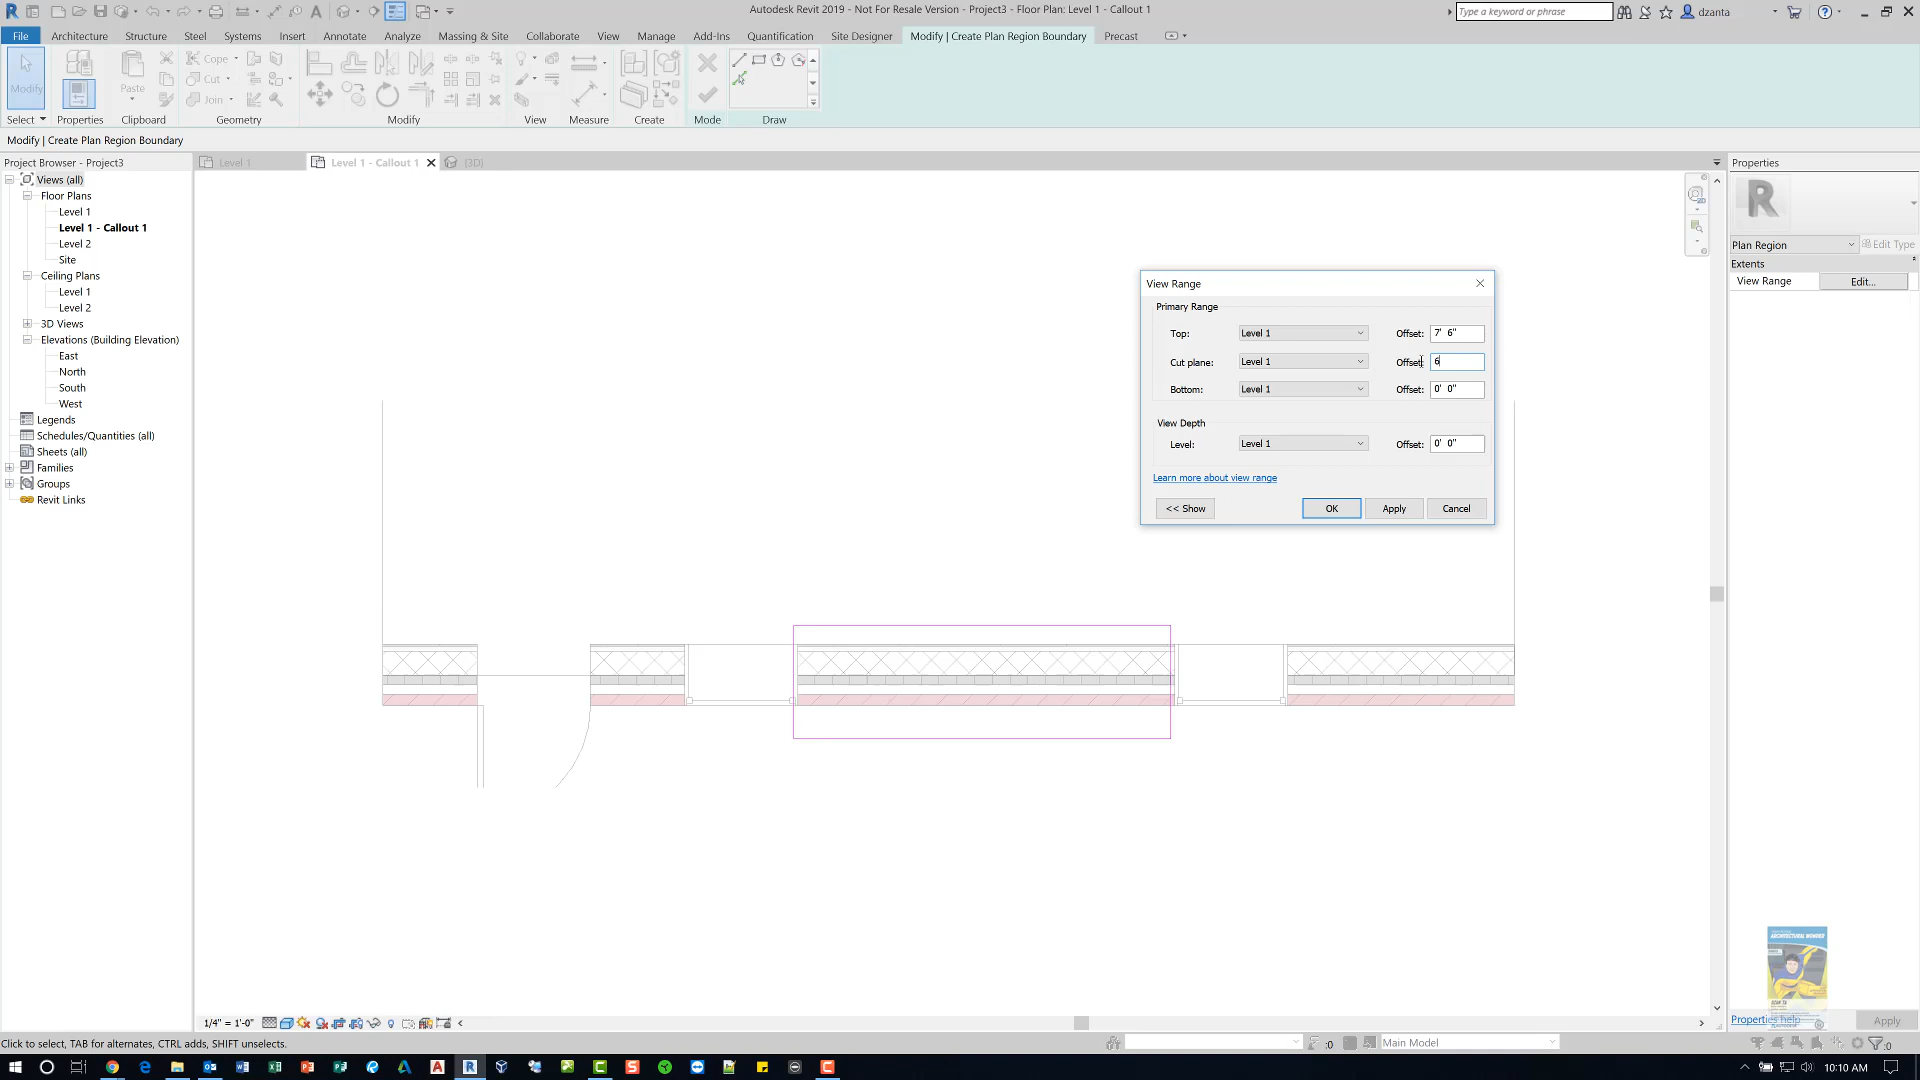 Autodesk Revit 2019 - Not For Resale Version - Project3 - Floor Plan: Level 1 - Callout 1
Type a keyword or phrase
dzanta
File
Architecture
Structure
Steel
Systems
Insert
Annotate
Analyze
Massing & Site
Collaborate
View
Manage
Add-Ins
Quantification
Site Designer
Modify | Create Plan Region Boundary
Precast
Modify
Paste
Cope
Cut
Join
Select
Properties
Clipboard
Geometry
Modify
View
Measure
Create
Mode
Draw
Modify | Create Plan Region Boundary
Project Browser - Project3
Views (all)
Floor Plans
Level 1
Level 1 - Callout 1
Level 2
Site
Ceiling Plans
Level 1
Level 2
3D Views
Elevations (Building Elevation)
East
North
South
West
Legends
Schedules/Quantities (all)
Sheets (all)
Families
Groups
Revit Links
Level 1
Level 1 - Callout 1
{3D}
View Range
Primary Range
Top: Level 1 Offset: 7' 6"
Cut plane: Level 1 Offset: 6
Bottom: Level 1 Offset: 0' 0"
View Depth
Level: Level 1 Offset: 0' 0"
Learn more about view range
<< Show OK Apply Cancel
Properties
Plan Region
Edit Type
Extents
View Range Edit...
ARCHITECTURAL WONDER
Properties help
Apply
1/4" = 1'-0"
Click to select, TAB for alternates, CTRL adds, SHIFT unselects.
:0
Main Model
:0
10:10 AM